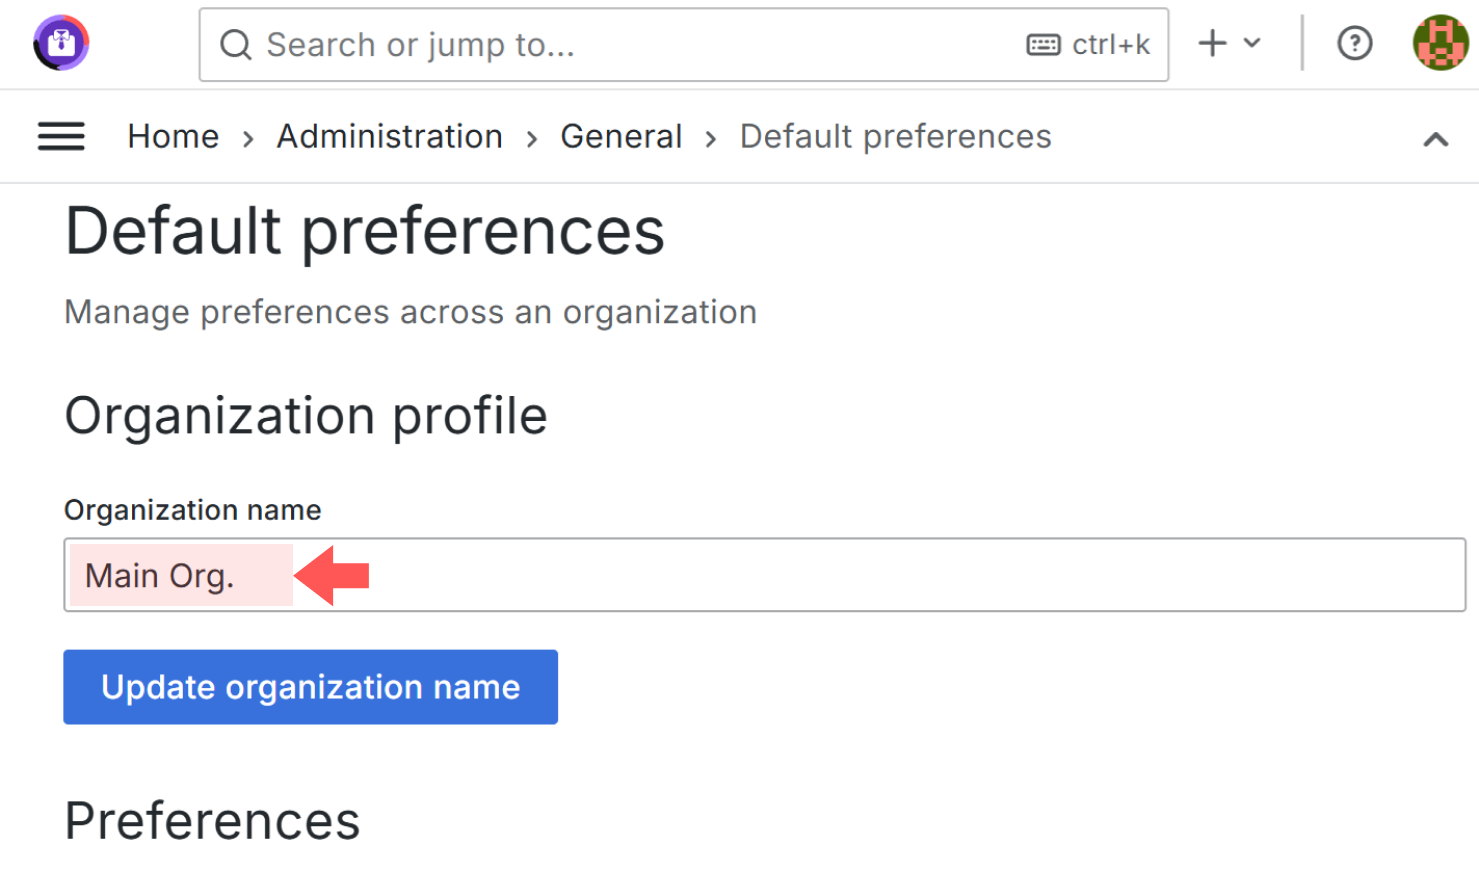 Search or jump to... ctrl+k
Home › Administration › General › Default preferences
Default preferences
Manage preferences across an organization
Organization profile
Organization name
Main Org.
Update organization name
Preferences